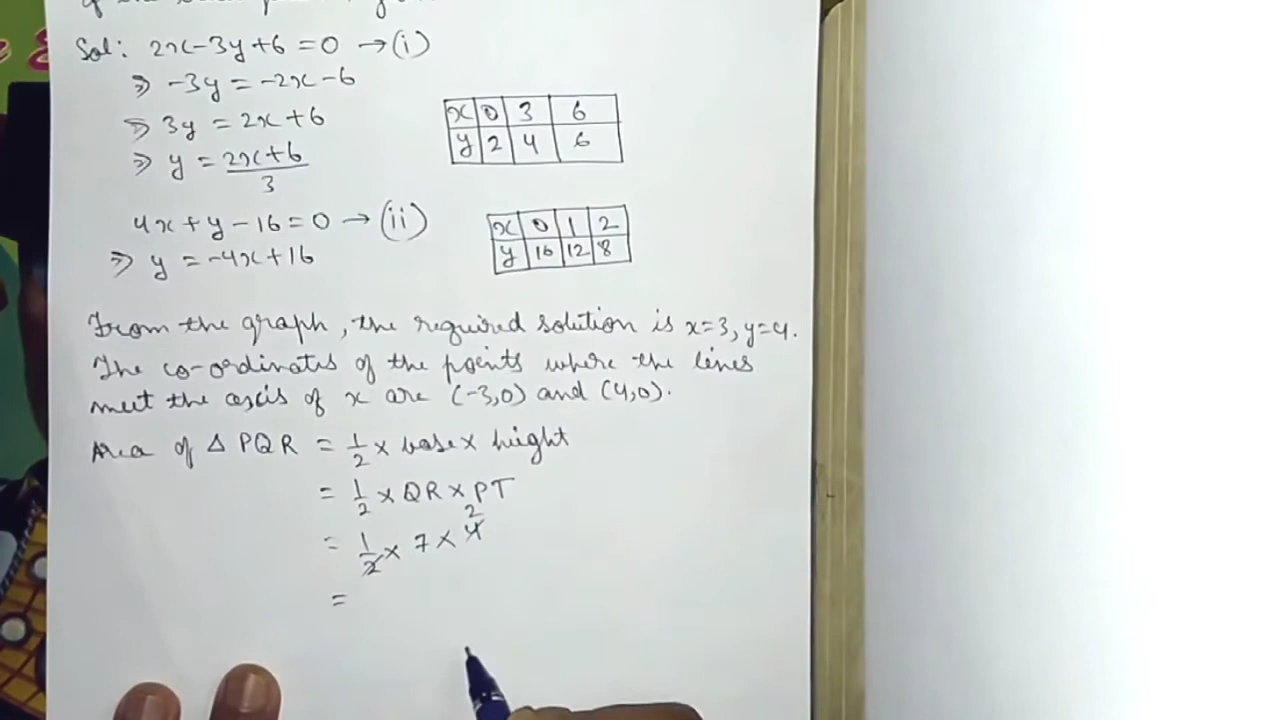 Sol: 2x-3y+6=0 →(i)
⇒ -3y = -2x-6
⇒ 3y = 2x+6
⇒ y = 2x+6/3
x 0 3 6
y 2 4 6
4x+y-16=0 →(ii)
⇒ y = -4x+16
x 0 1 2
y 16 12 8
From the graph, the required solution is x=3, y=4.
The co-ordinates of the points where the lines
meet the axis of x are (-3,0) and (4,0).
Area of Δ PQR = 1/2 × base × height
= 1/2 × QR × PT
2
= 1/2 × 7 × 4
=